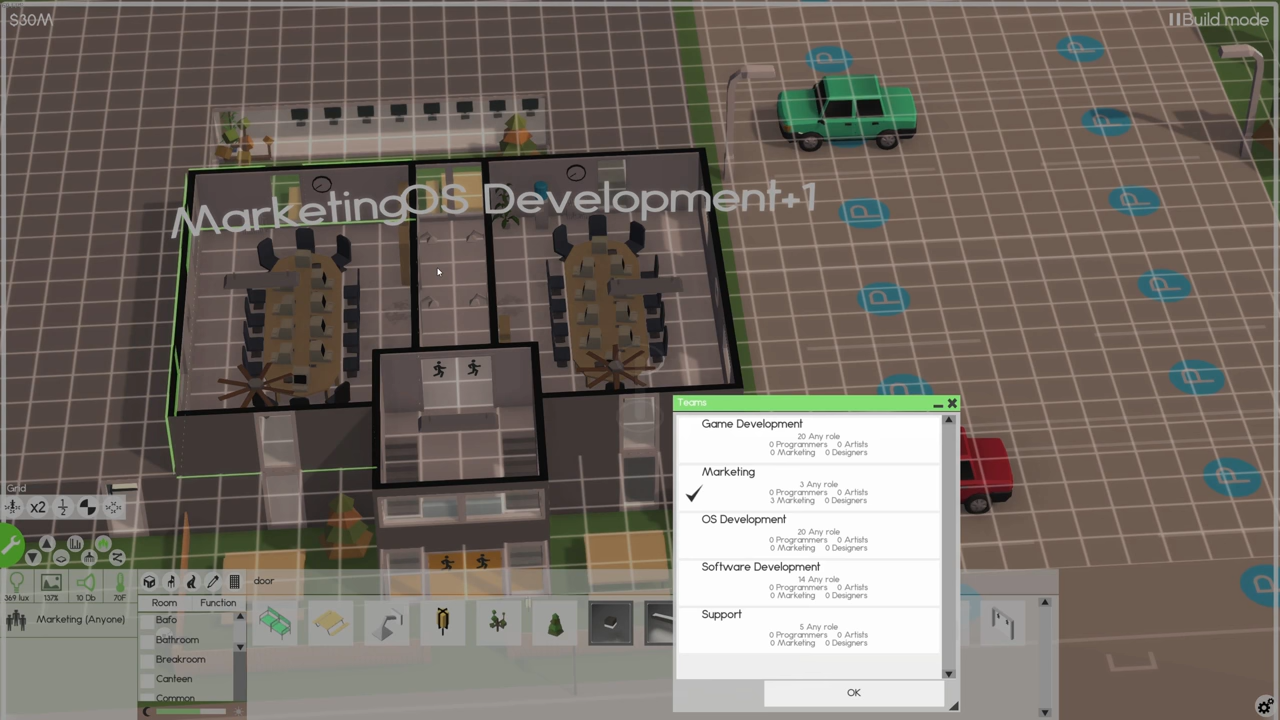 $30M
Build mode
P
P
P
P
P
P
P
P
P
P
P
MarketingOS Development+1
Teams
Game Development
20 Any role
0 Programmers 0 Artists
0 Marketing 0 Designers
Marketing
3 Any role
0 Programmers 0 Artists
3 Marketing 0 Designers
OS Development
20 Any role
0 Programmers 0 Artists
0 Marketing 0 Designers
Software Development
14 Any role
0 Programmers 0 Artists
0 Marketing 0 Designers
Support
5 Any role
0 Programmers 0 Artists
0 Marketing 0 Designers
OK
Grid
x2
1/2
door
369 lux
137%
10 Db
70F
Room Function
Marketing (Anyone)
Bafo
Bathroom
Breakroom
Canteen
Common